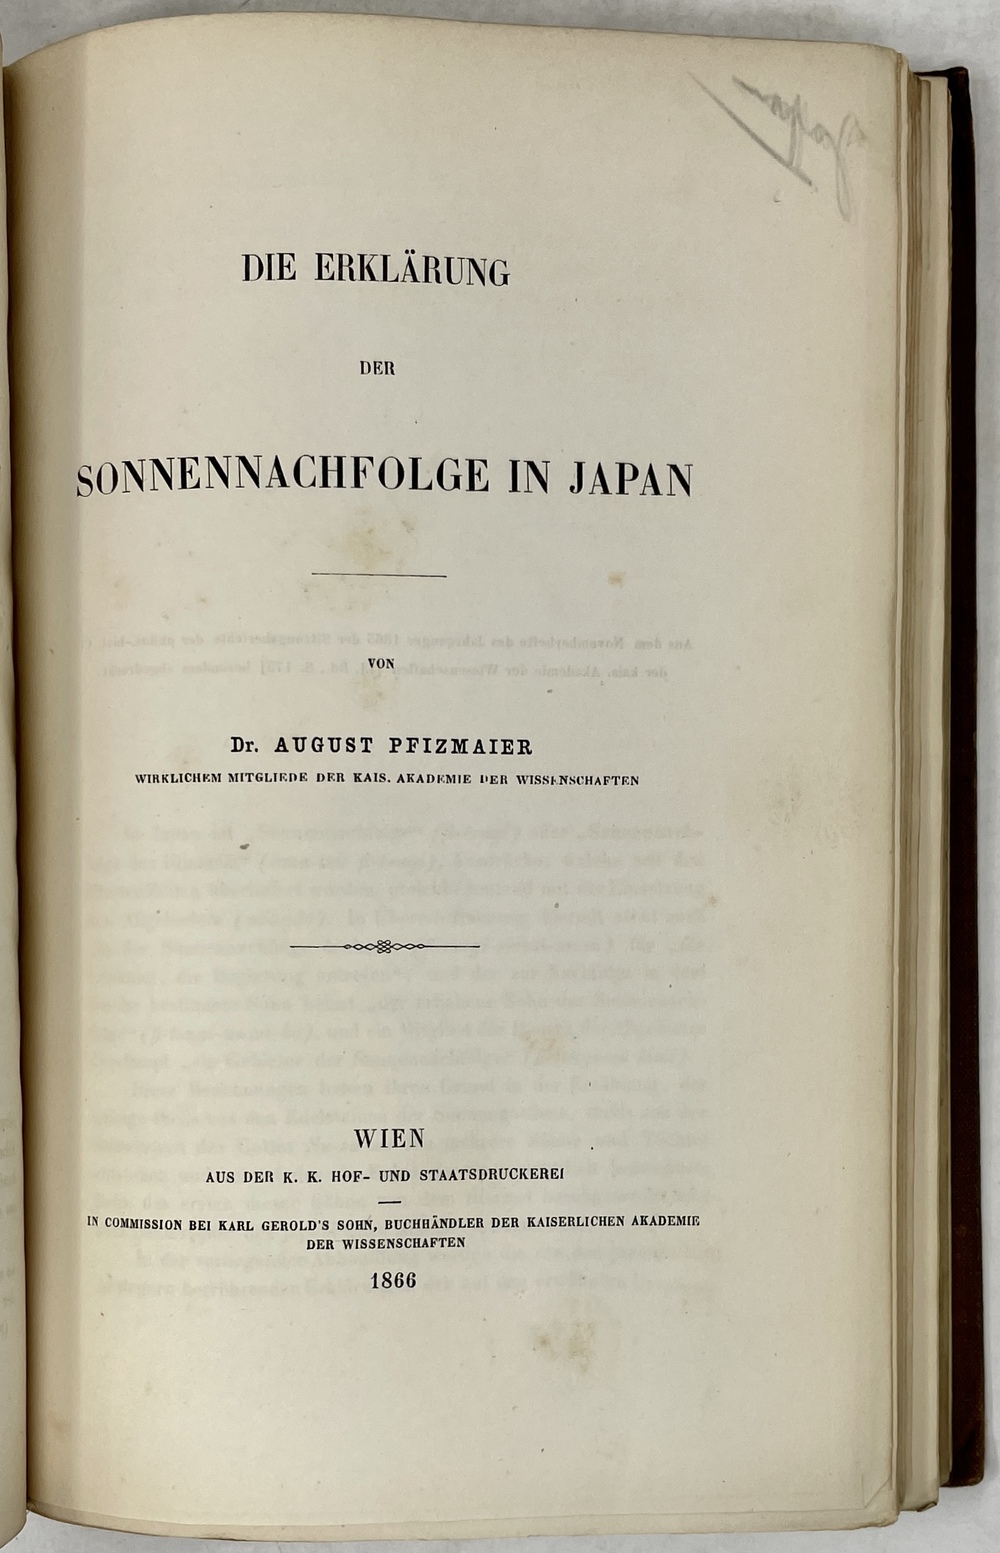 Japan
DIE ERKLÄRUNG
DER
SONNENNACHFOLGE IN JAPAN
VON
Dr. AUGUST PFIZMAIER
WIRKLICHEM MITGLIEDE DER KAIS. AKADEMIE DER WISSENSCHAFTEN
WIEN
AUS DER K. K. HOF- UND STAATSDRUCKEREI
IN COMMISSION BEI KARL GEROLD'S SOHN, BUCHHÄNDLER DER KAISERLICHEN AKADEMIE
DER WISSENSCHAFTEN
1866